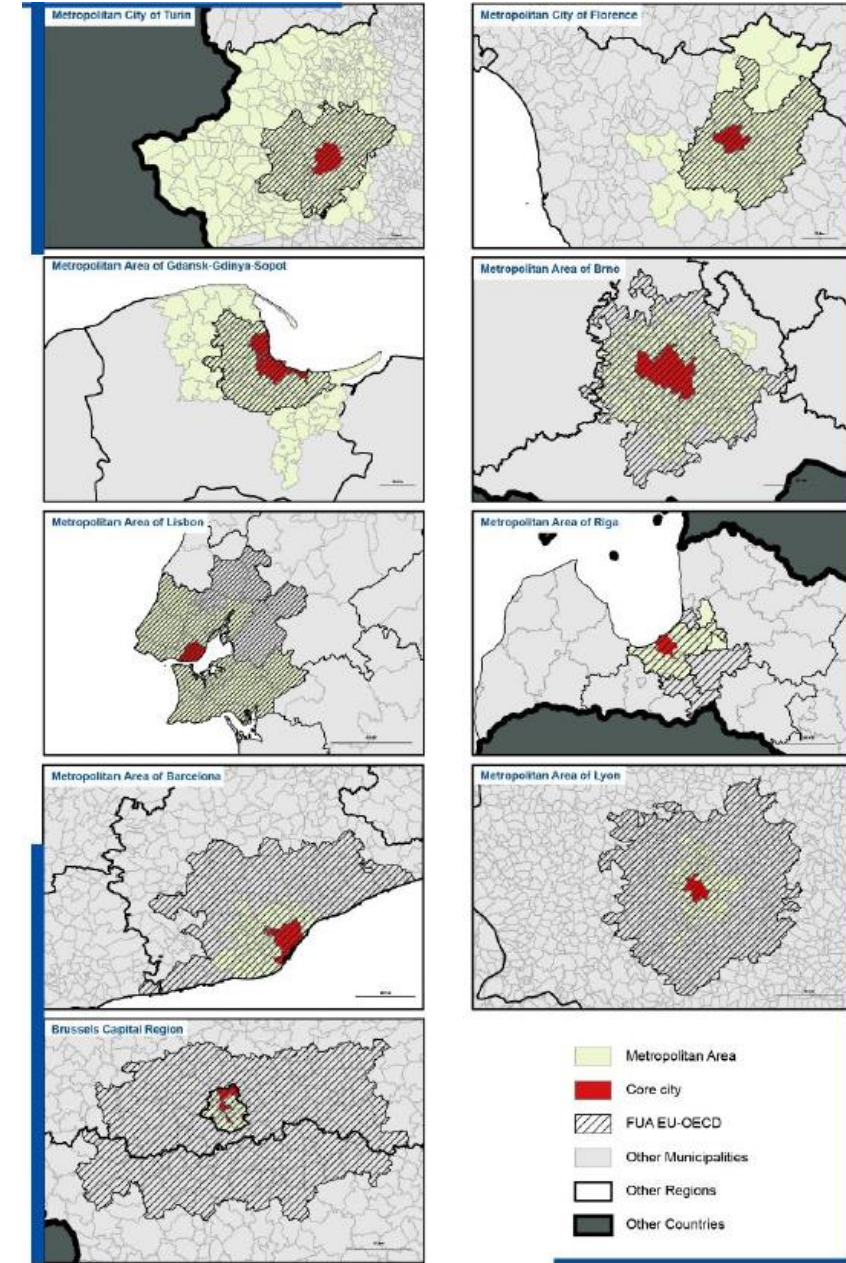 Metropolitan City of Turin
Metropolitan City of Florence
Metropolitan Area of Gdansk-Gdinya-Sopot
Metropolitan Area of Brno
Metropolitan Area of Lisbon
Metropolitan Area of Riga
Metropolitan Area of Barcelona
Metropolitan Area of Lyon
Brussels Capital Region
Metropolitan Area
Core city
FUA EU-OECD
Other Municipalities
Other Regions
Other Countries